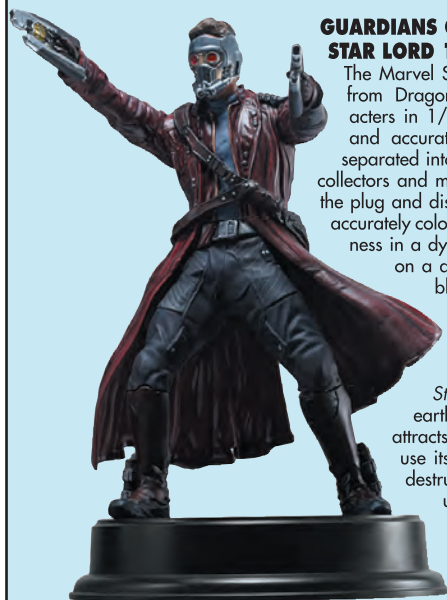 GUARDIANS
STAR LORD
The Marvel
from Dragon
acters in 1/
and accurat
separated int
collectors and m
the plug and dis
accurately colo
ness in a dy
on a
bl
St
earth
attracts
use its
destru
u